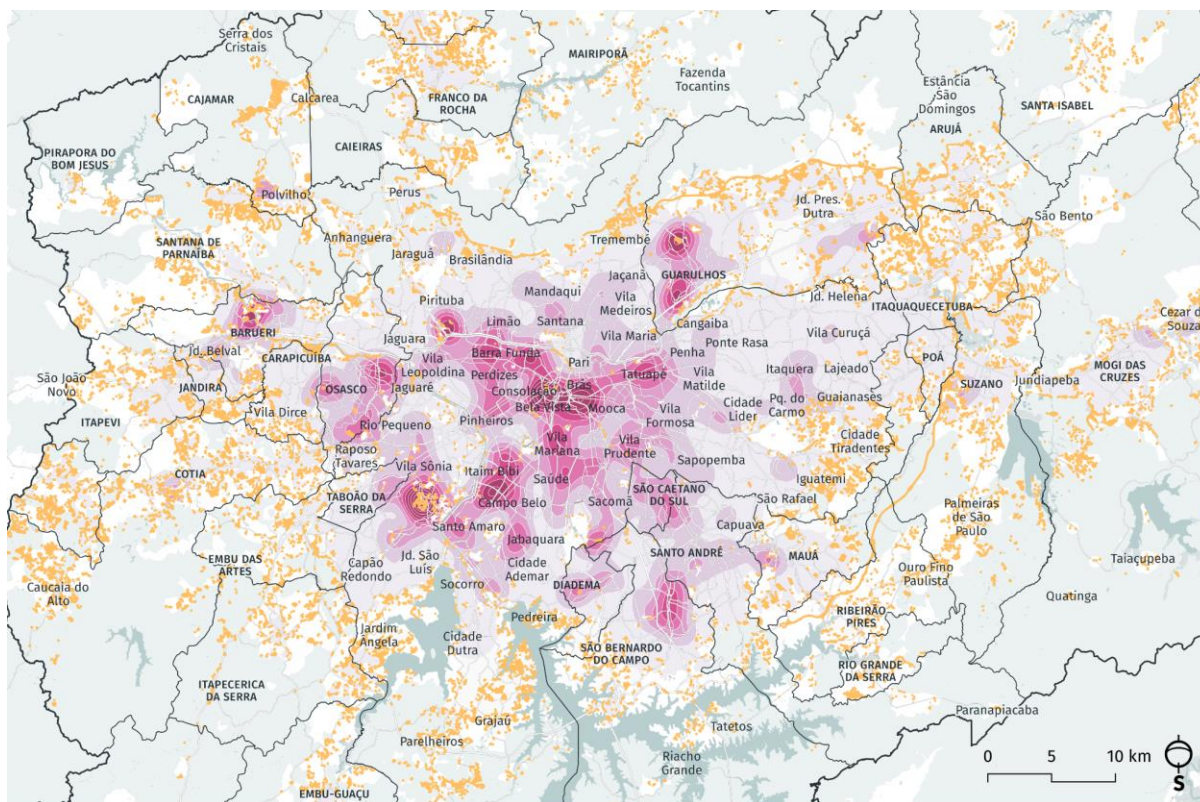 Serra dos
Cristais
MAIRIPORÃ
Fazenda
Tocantins
Estância
São
Domingos
SANTA ISABEL
CAJAMAR
Calcarea
FRANCO DA
ROCHA
ARUJÁ
PIRAPORA DO
BOM JESUS
CAIEIRAS
Polvilho
Perus
Jd. Pres.
Dutra
São Bento
SANTANA DE
PARNAÍBA
Anhanguera
Jaraguá
Brasilândia
Tremembé
Jaçanã
GUARULHOS
Mandaqui
Vila
Medeiros
Jd. Helena
ITAQUAQUECETUBA
Pirituba
Limão
Santana
Cangaíba
Cezar d
Souza
BARUERI
Jaguara
Vila Maria
Ponte Rasa
Vila Curuçá
Jd. Belval
CARAPICUÍBA
Vila
Leopoldina
Barra Funda
Pari
Penha
POÁ
MOGI DAS
CRUZES
São João
Novo
JANDIRA
OSASCO
Jaguaré
Perdizes
Consolação
Brás
Tatuapé
Vila
Matilde
Itaquera
Lajeado
SUZANO
Jundiapeba
ITAPEVI
Vila Dirce
Rio Pequeno
Pinheiros
Bela Vista
Mooca
Vila
Formosa
Cidade
Lider
Pq. do
Carmo
Guaianases
Raposo
Tavares
Vila
Mariana
Vila
Prudente
Cidade
Tiradentes
COTIA
Vila Sônia
Itaim Bibi
Saúde
Sapopemba
Iguatemi
TABOÃO DA
SERRA
Campo Belo
Sacomã
SÃO CAETANO
DO SUL
São Rafael
Palmeiras
de São
Paulo
Santo Amaro
Jabaquara
Capuava
EMBU DAS
ARTES
Capão
Redondo
Jd. São
Luís
Cidade
Ademar
SANTO ANDRÉ
MAUÁ
Taiaçupeba
Caucaia do
Alto
Socorro
DIADEMA
Ouro Fino
Paulista
Quatinga
Jardim
Angela
Cidade
Dutra
Pedreira
RIBEIRÃO
PIRES
SÃO BERNARDO
DO CAMPO
RIO GRANDE
DA SERRA
ITAPECERICA
DA SERRA
Paranapiacaba
Grajaú
Tatetos
Parelheiros
Riacho
Grande
EMBU-GUAÇU
0 5 10 km
S